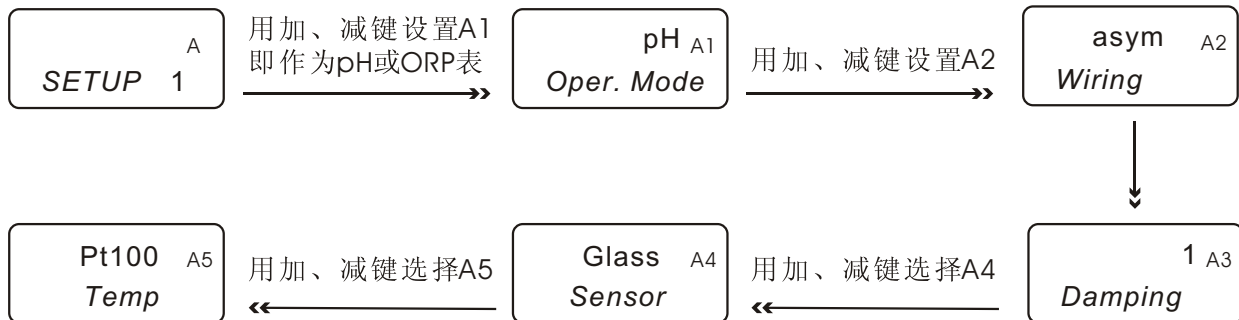 A
SETUP 1
用加、减键设置A1
即作为pH或ORP表
pH A1
Oper. Mode
用加、减键设置A2
asym A2
Wiring
1 A3
Damping
用加、减键选择A4
Glass A4
Sensor
用加、减键选择A5
Pt100 A5
Temp